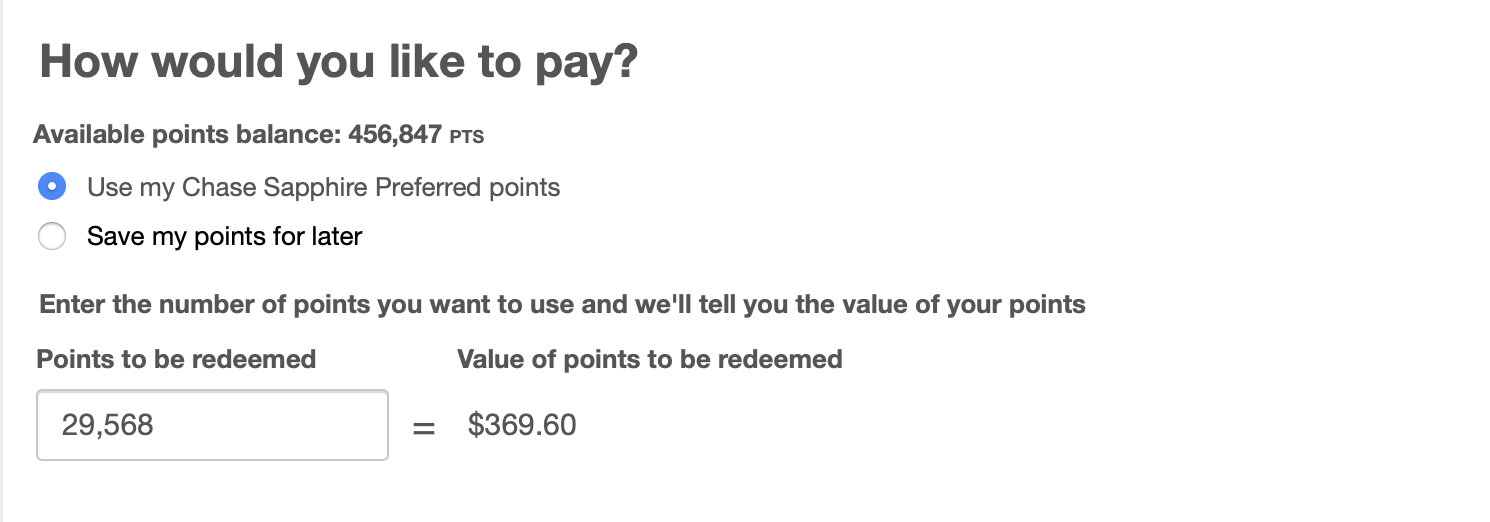 How would you like to pay?
Available points balance: 456,847 PTS
Use my Chase Sapphire Preferred points
Save my points for later
Enter the number of points you want to use and we'll tell you the value of your points
Points to be redeemed Value of points to be redeemed
29,568 = $369.60